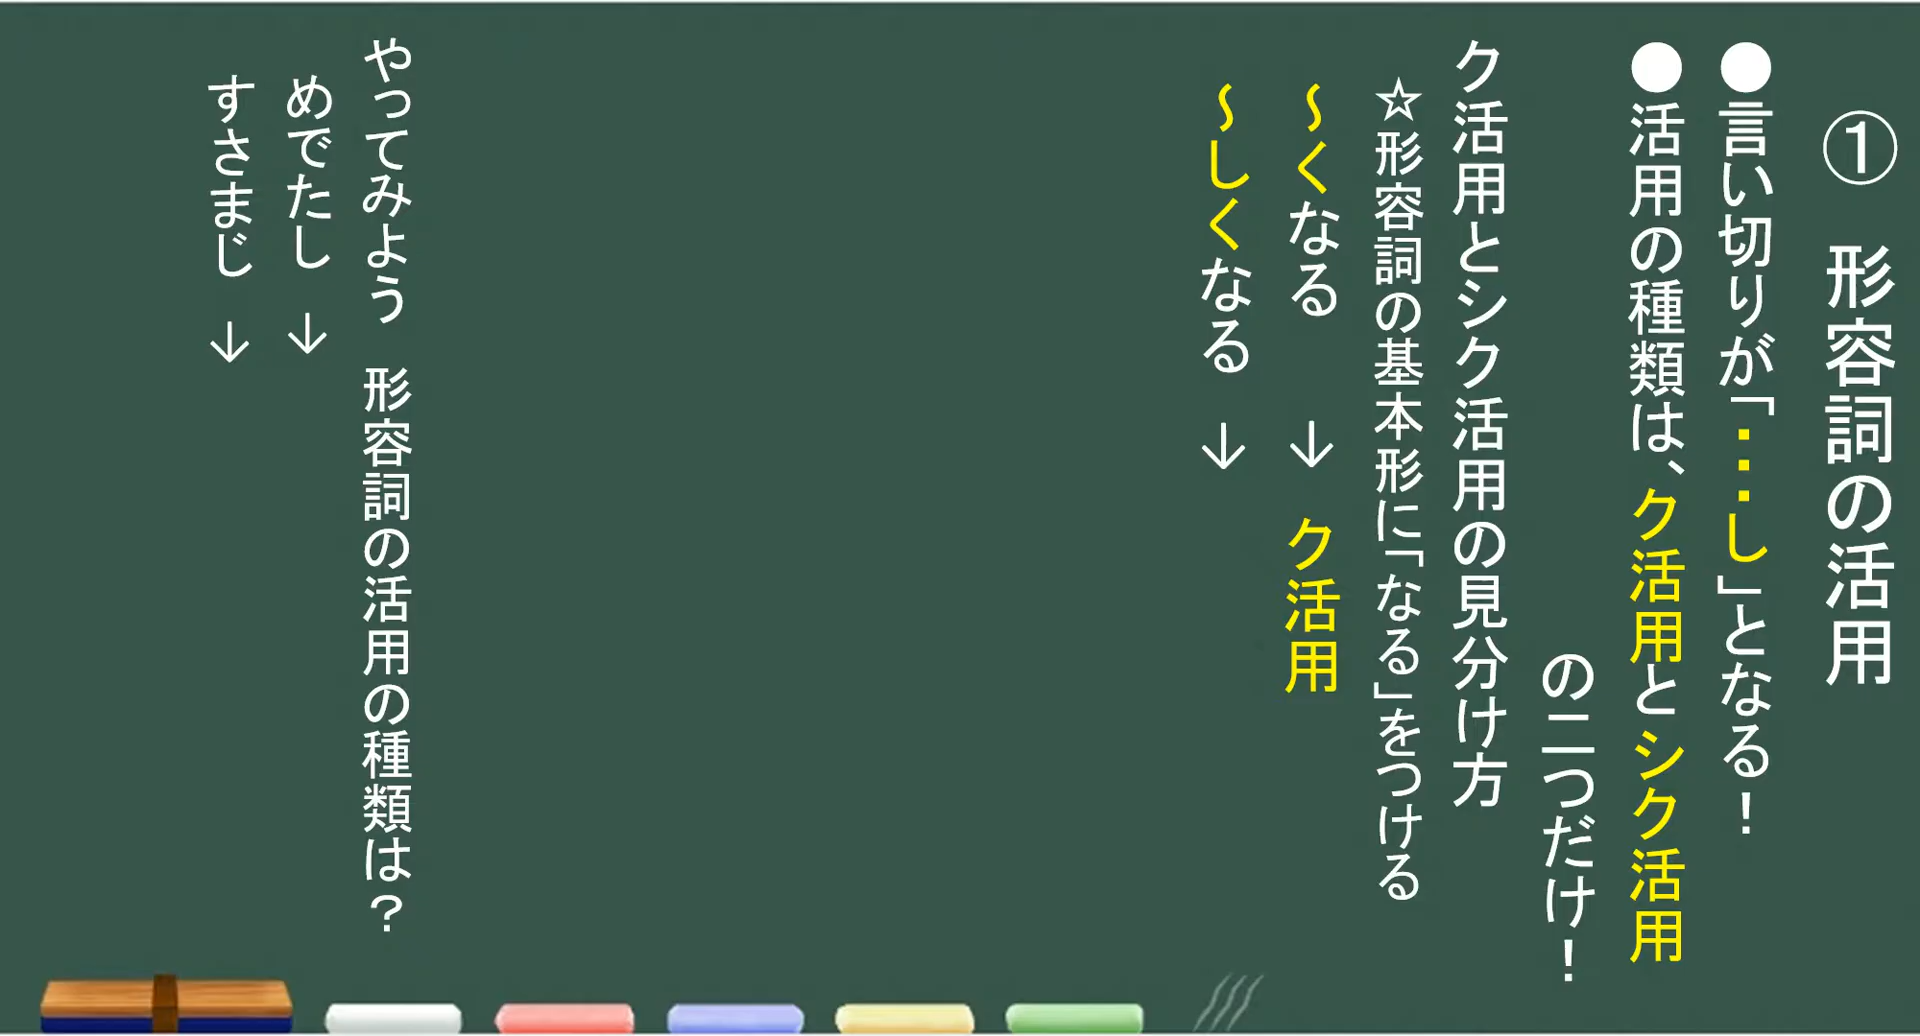 ① 形容詞の活用
●言い切りが「・・・し」となる！
●活用の種類は、ク活用とシク活用
の二つだけ！
ク活用とシク活用の見分け方
☆形容詞の基本形に「なる」をつける
～くなる → ク活用
～しくなる →
やってみよう 形容詞の活用の種類は？
めでたし →
すさまじ →